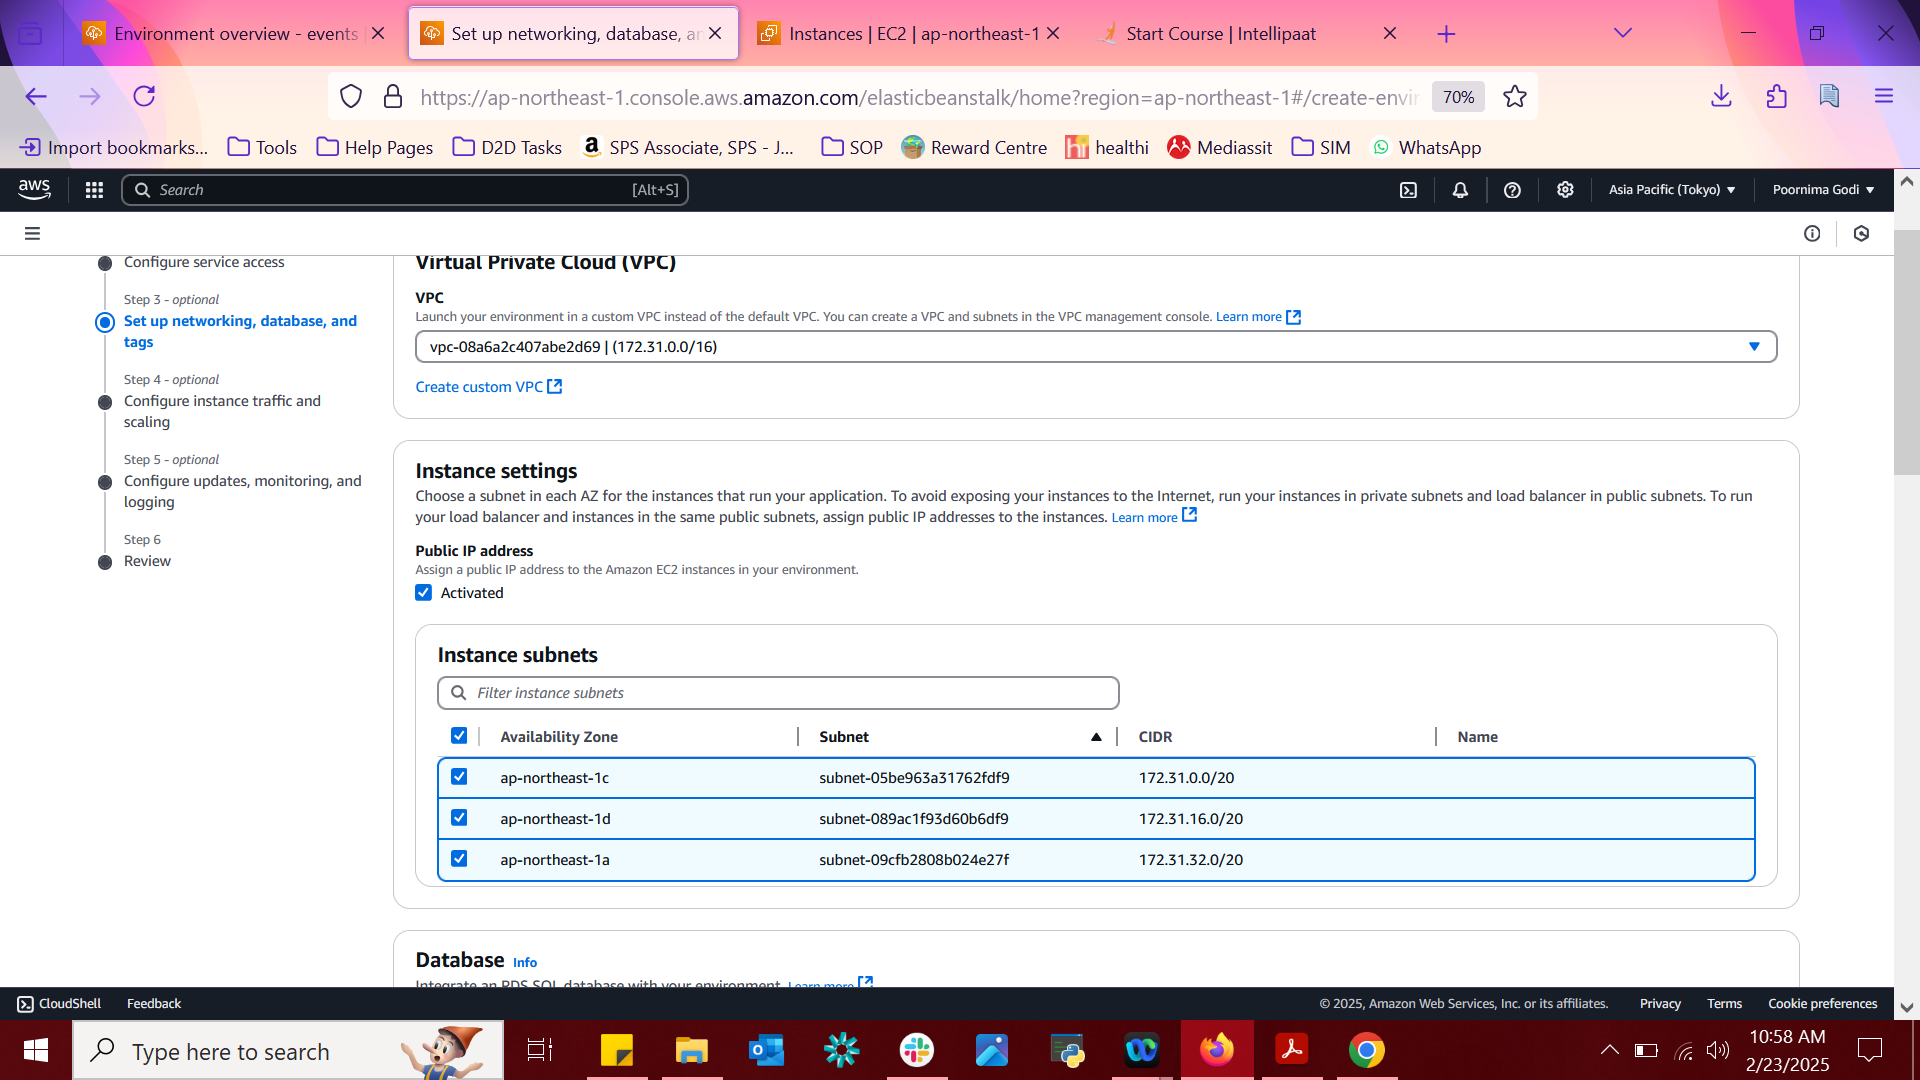 Environment overview - events
Set up networking, database, a
Instances | EC2 | ap-northeast-1
Start Course | Intellipaat
https://ap-northeast-1.console.aws.amazon.com/elasticbeanstalk/home?region=ap-northeast-1#/create-envir
70%
Import bookmarks...
Tools
Help Pages
D2D Tasks
SPS Associate, SPS - J...
SOP
Reward Centre
healthi
Mediassit
SIM
WhatsApp
aws
Search
[Alt+S]
Asia Pacific (Tokyo)
Poornima Godi
Configure service access
Step 3 - optional
Set up networking, database, and
tags
Step 4 - optional
Configure instance traffic and
scaling
Step 5 - optional
Configure updates, monitoring, and
logging
Step 6
Review
Virtual Private Cloud (VPC)
VPC
Launch your environment in a custom VPC instead of the default VPC. You can create a VPC and subnets in the VPC management console. Learn more
vpc-08a6a2c407abe2d69 | (172.31.0.0/16)
Create custom VPC
Instance settings
Choose a subnet in each AZ for the instances that run your application. To avoid exposing your instances to the Internet, run your instances in private subnets and load balancer in public subnets. To run
your load balancer and instances in the same public subnets, assign public IP addresses to the instances. Learn more
Public IP address
Assign a public IP address to the Amazon EC2 instances in your environment.
Activated
Instance subnets
Filter instance subnets
Availability Zone
Subnet
CIDR
Name
ap-northeast-1c
subnet-05be963a31762fdf9
172.31.0.0/20
ap-northeast-1d
subnet-089ac1f93d60b6df9
172.31.16.0/20
ap-northeast-1a
subnet-09cfb2808b024e27f
172.31.32.0/20
Database Info
Integrate an RDS SQL database with your environment. Learn more
CloudShell
Feedback
© 2025, Amazon Web Services, Inc. or its affiliates.
Privacy
Terms
Cookie preferences
Type here to search
10:58 AM
2/23/2025